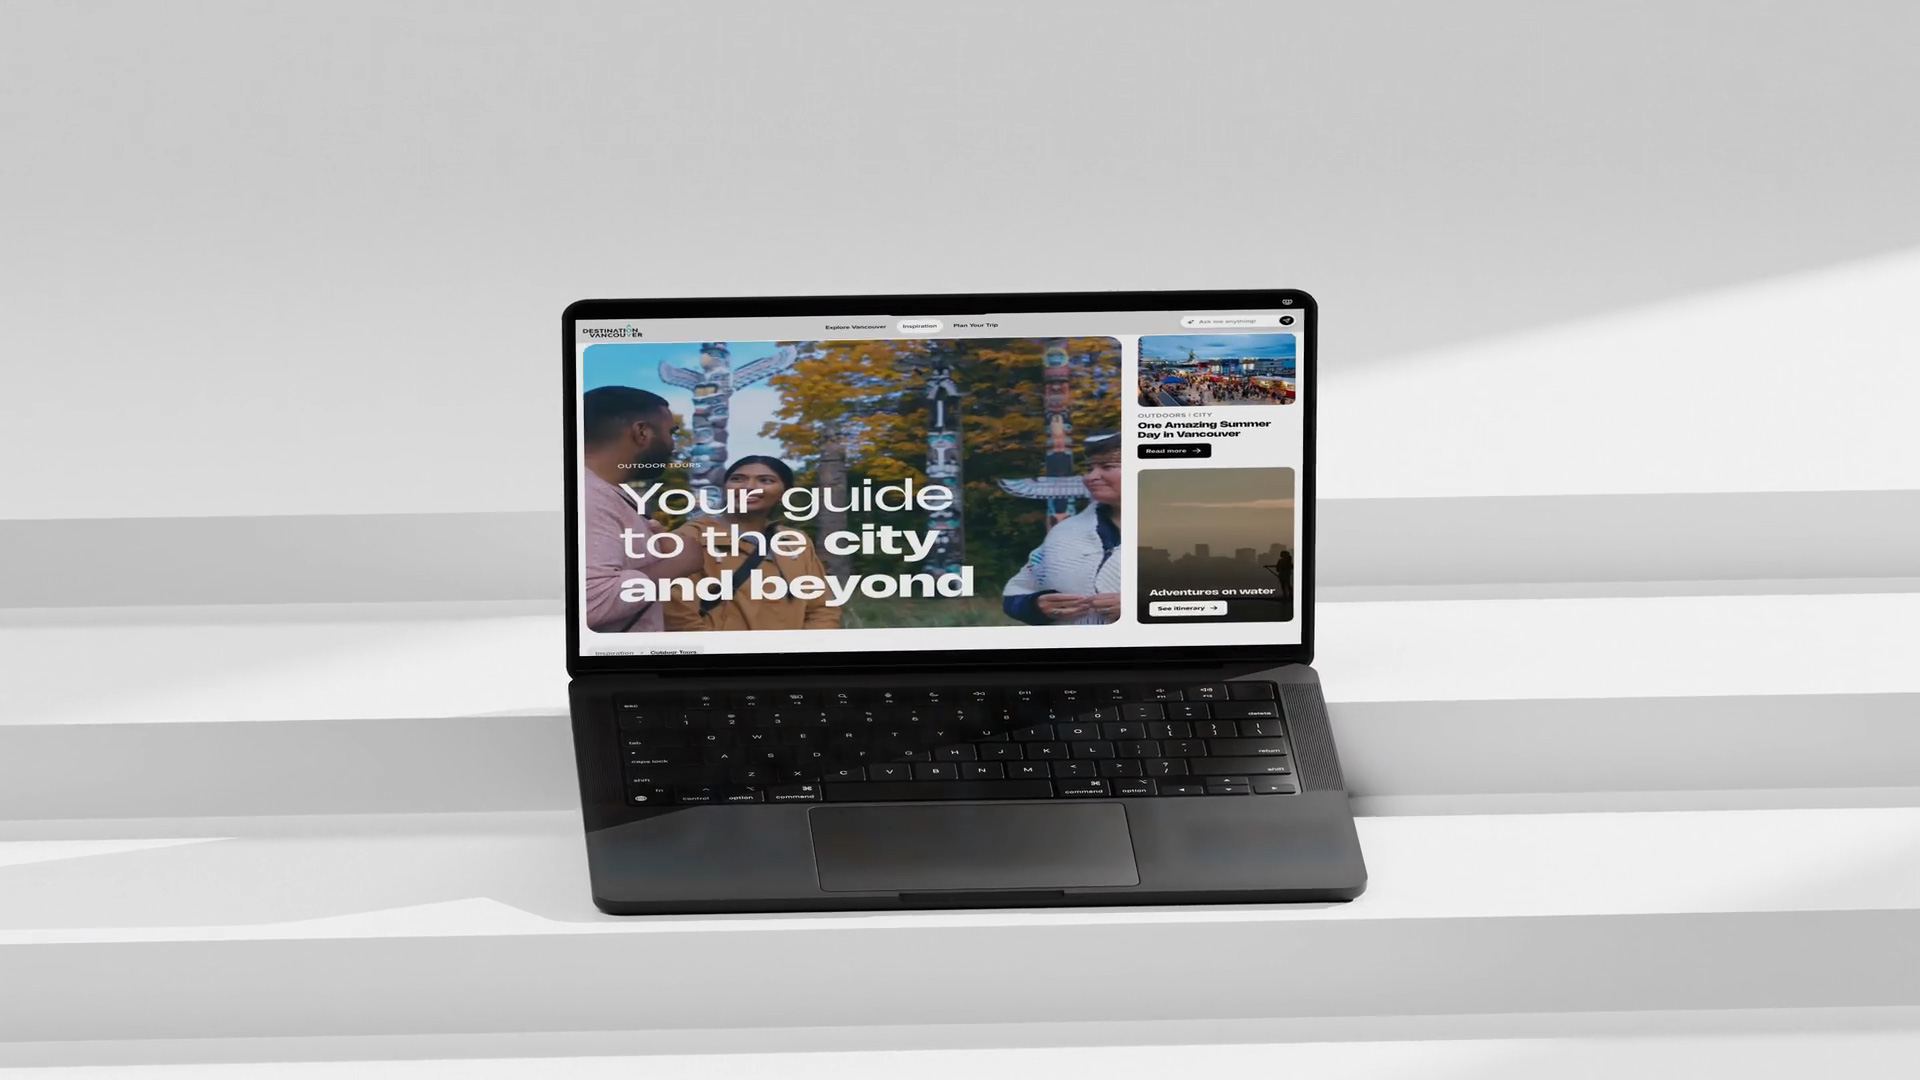 DESTINATION
VANCOUVER
Explore Vancouver
Inspiration
Plan Your Trip
Ask me anything!
OUTDOOR TOURS
Your guide
to the city
and beyond
OUTDOORS | CITY
One Amazing Summer
Day in Vancouver
Read more
Adventures on water
See itinerary
Inspiration
Outdoor Tours
esc
delete
tab
Q W E R T Y U I O P
caps lock
A S D F G H J K L
return
shift
Z X C V B N M
shift
fn
control
option
command
command
option